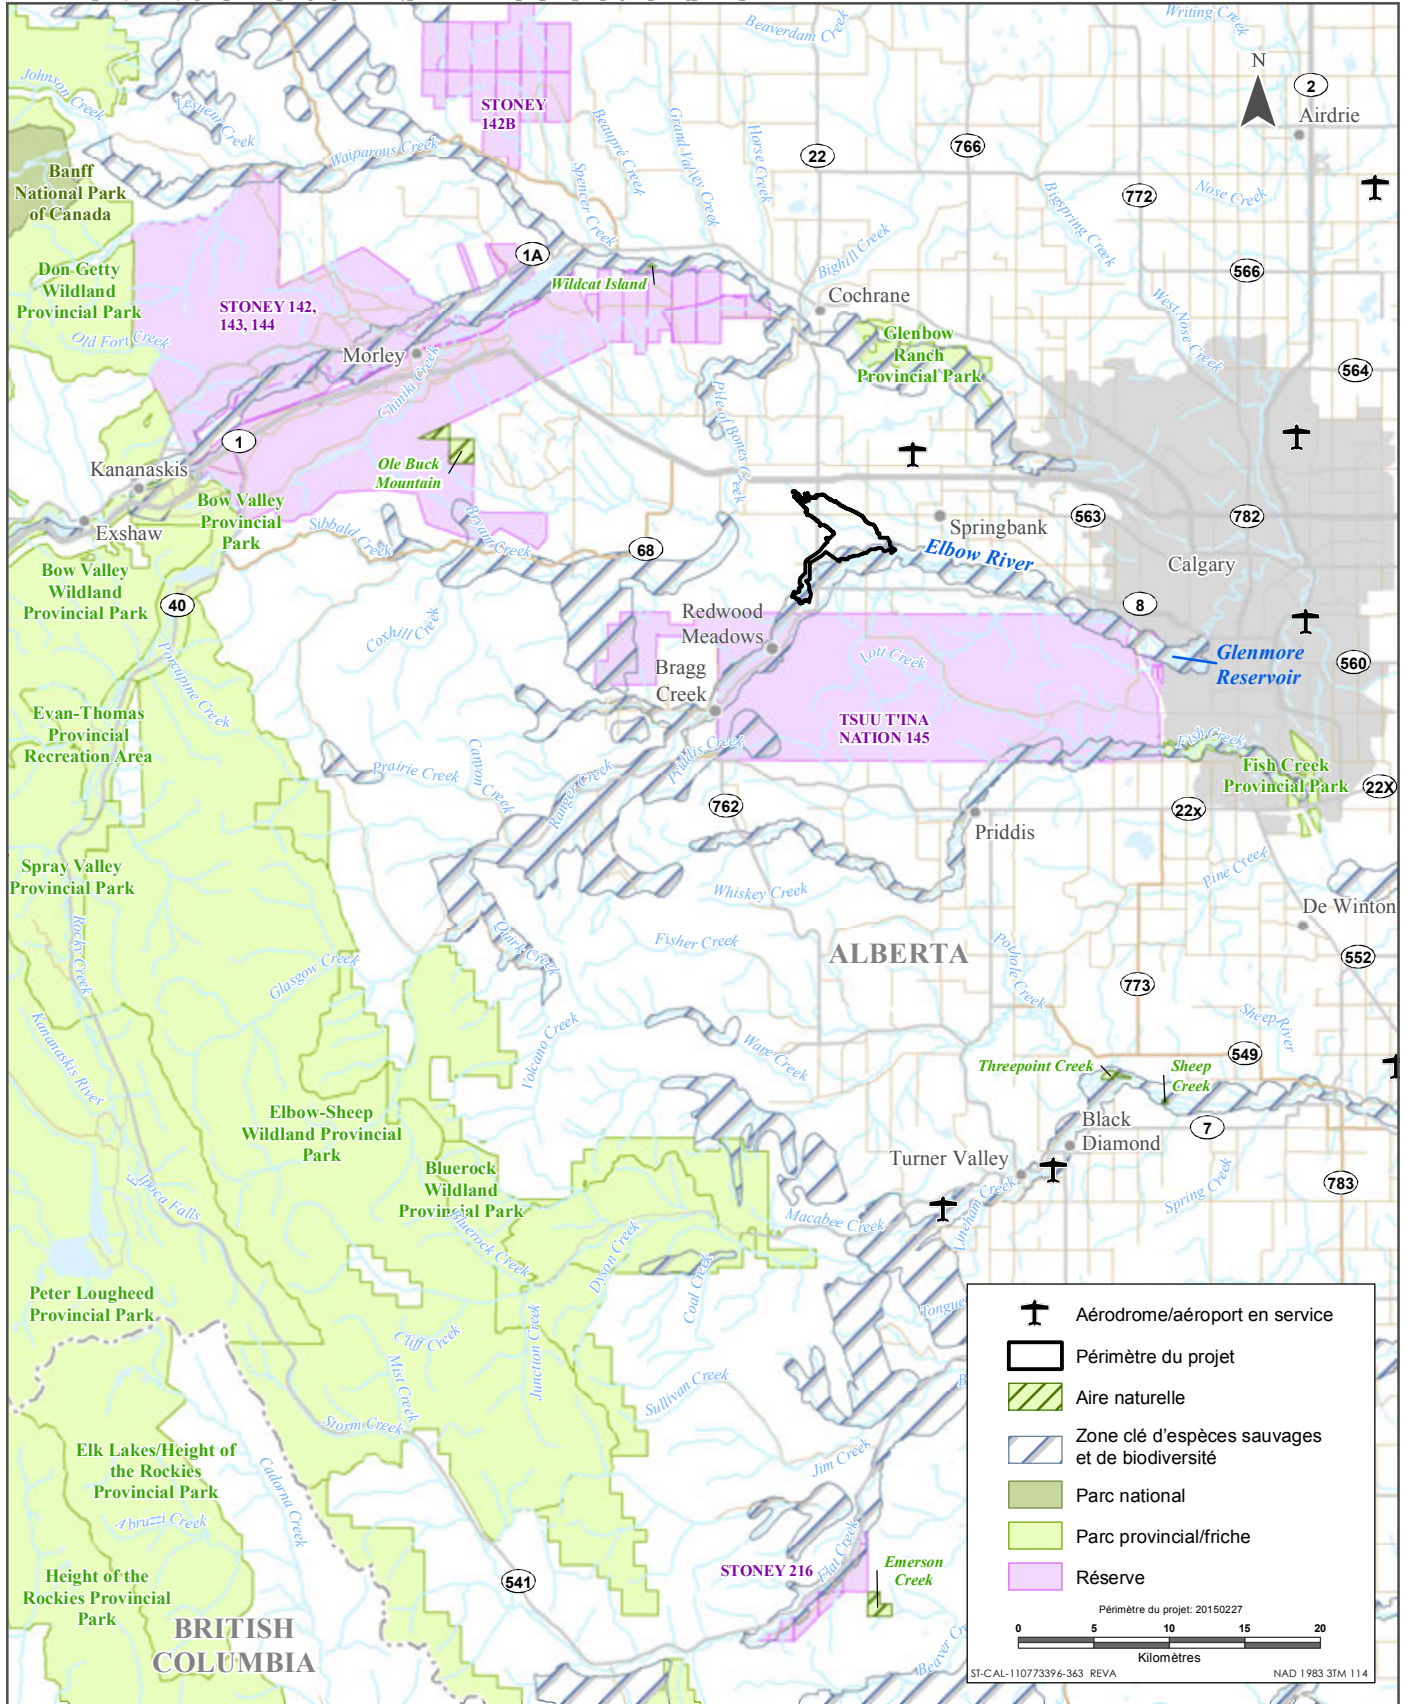 Writing Creek
Beaverdam Creek
N
2
Airdrie
Johnson Creek
Lesueur Creek
STONEY
142B
Beaupré Creek
Grand Valley Creek
Horse Creek
22
766
Waiparous Creek
Spencer Creek
Bigspring Creek
772
Nose Creek
Banff
National Park
of Canada
1A
Bighill Creek
566
Don Getty
Wildland
Provincial Park
Wildcat Island
Cochrane
West Nose Creek
STONEY 142,
143, 144
Old Fort Creek
Morley
Chiniki Creek
Glenbow
Ranch
Provincial Park
564
Pile of Bones Creek
1
Ole Buck
Mountain
Kananaskis
Bow Valley
Provincial
Park
Exshaw
Sibbald Creek
Bryant Creek
68
Springbank
563
782
Elbow River
Calgary
Bow Valley
Wildland
Provincial Park
40
Coxhill Creek
Redwood
Meadows
8
Bragg
Creek
Lott Creek
Glenmore
Reservoir
560
Porcupine Creek
Evan-Thomas
Provincial
Recreation Area
TSUU T'INA
NATION 145
Fish Creek
Priddis Creek
Canyon Creek
Prairie Creek
Ranger Creek
Fish Creek
Provincial Park
22X
762
22x
Priddis
Spray Valley
Provincial Park
Whiskey Creek
Pine Creek
De Winton
Rocky Creek
Quirk Creek
Fisher Creek
ALBERTA
Pothole Creek
552
Glasgow Creek
773
Kananaskis River
Volcano Creek
Ware Creek
Sheep River
549
Threepoint Creek
Sheep
Creek
Elbow-Sheep
Wildland Provincial
Park
Black
Diamond
7
Turner Valley
Bluerock
Wildland
Provincial Park
783
Lineham Creek
Spring Creek
Ipoca Falls
Macabee Creek
Bluerock Creek
Dyson Creek
Coal Creek
Peter Lougheed
Provincial Park
Tongue
Cliff Creek
Mist Creek
Junction Creek
Sullivan Creek
B
Storm Creek
Elk Lakes/Height of
the Rockies
Provincial Park
Cadorna Creek
Abruzzi Creek
Jim Creek
Flat Creek
STONEY 216
Emerson
Creek
541
Height of the
Rockies Provincial
Park
BRITISH
COLUMBIA
Beaver Cre
Aérodrome/aéroport en service
Périmètre du projet
Aire naturelle
Zone clé d'espèces sauvages
et de biodiversité
Parc national
Parc provincial/friche
Réserve
Périmètre du projet: 20150227
0 5 10 15 20
Kilomètres
ST-CAL-110773396-363 REVA
NAD 1983 3TM 114